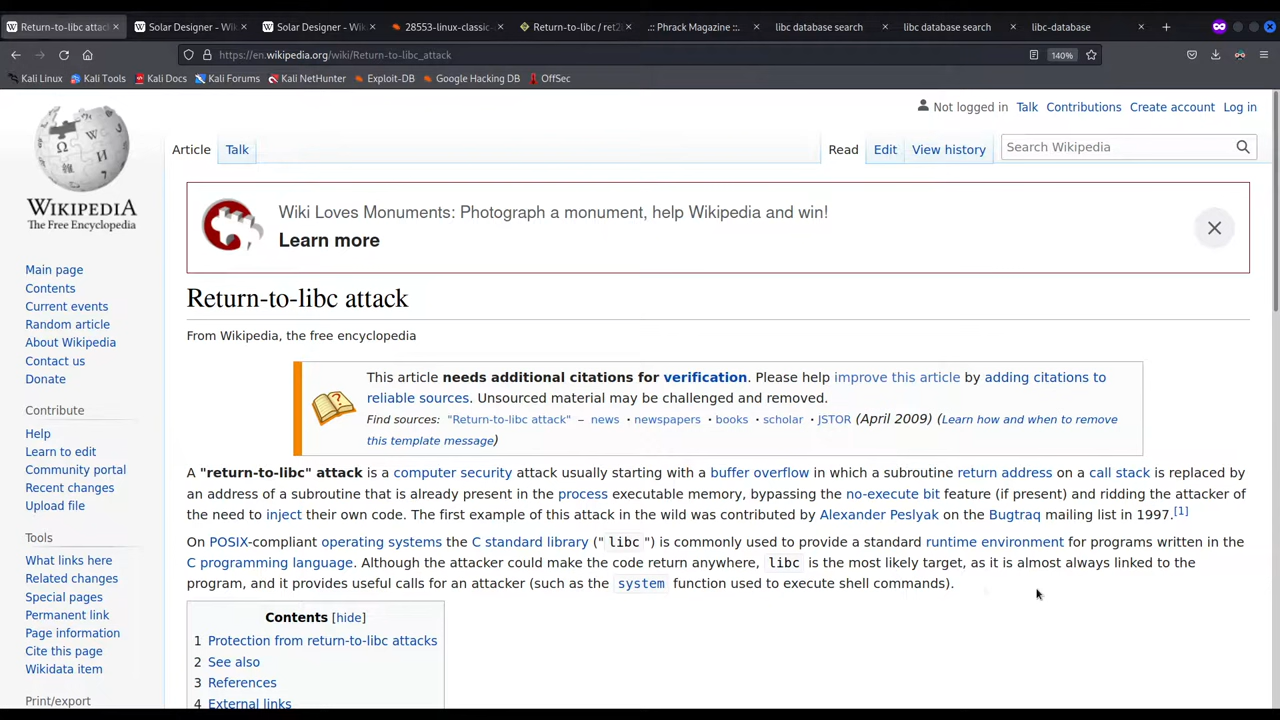 Return-to-libc attack
Solar Designer - Wiki
Solar Designer - Wiki
28553-linux-classic-
Return-to-libc / ret2
.:: Phrack Magazine ::.
libc database search
libc database search
libc-database
https://en.wikipedia.org/wiki/Return-to-libc_attack
140%
Kali Linux
Kali Tools
Kali Docs
Kali Forums
Kali NetHunter
Exploit-DB
Google Hacking DB
OffSec
Not logged in Talk Contributions Create account Log in
Article Talk
Read Edit View history
Search Wikipedia
WIKIPEDIA
The Free Encyclopedia
Main page
Contents
Current events
Random article
About Wikipedia
Contact us
Donate
Contribute
Help
Learn to edit
Community portal
Recent changes
Upload file
Tools
What links here
Related changes
Special pages
Permanent link
Page information
Cite this page
Wikidata item
Print/export
Wiki Loves Monuments: Photograph a monument, help Wikipedia and win!
Learn more
Return-to-libc attack
From Wikipedia, the free encyclopedia
This article needs additional citations for verification. Please help improve this article by adding citations to
reliable sources. Unsourced material may be challenged and removed.
Find sources: "Return-to-libc attack" – news · newspapers · books · scholar · JSTOR (April 2009) (Learn how and when to remove
this template message)
A "return-to-libc" attack is a computer security attack usually starting with a buffer overflow in which a subroutine return address on a call stack is replaced by
an address of a subroutine that is already present in the process executable memory, bypassing the no-execute bit feature (if present) and ridding the attacker of
the need to inject their own code. The first example of this attack in the wild was contributed by Alexander Peslyak on the Bugtraq mailing list in 1997.[1]
On POSIX-compliant operating systems the C standard library ("libc") is commonly used to provide a standard runtime environment for programs written in the
C programming language. Although the attacker could make the code return anywhere, libc is the most likely target, as it is almost always linked to the
program, and it provides useful calls for an attacker (such as the system function used to execute shell commands).
Contents [hide]
1 Protection from return-to-libc attacks
2 See also
3 References
4 External links